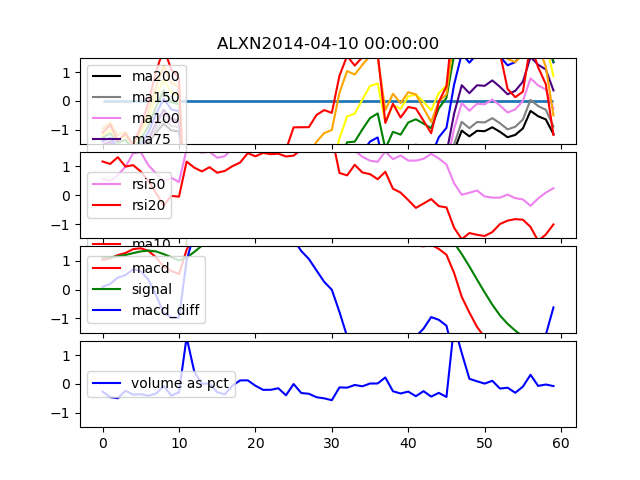 ALXN2014-04-10 00:00:00
1
0
−1
ma200
ma150
ma100
ma75
1
0
−1
rsi50
rsi20
ma10
1
0
−1
macd
signal
macd_diff
1
0
−1
volume as pct
0 10 20 30 40 50 60